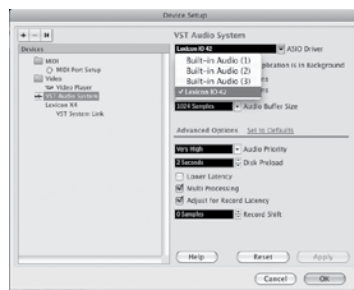 Device Setup
+ - |◄
VST Audio System
Devices
Lexicon IO 42 ASIO Driver
MIDI
MIDI Port Setup
Video
Video Player
VST Audio System
VST System Link
Built-in Audio (1)
Built-in Audio (2)
Built-in Audio (3)
✓ Lexicon IO 42
plication is in Background
1024 Samples Audio Buffer Size
Advanced Options Set to Defaults
Very High Audio Priority
2 Seconds Disk Preload
Lower Latency
Multi Processing
Adjust for Record Latency
0 Samples Record Shift
Help Reset Apply
Cancel OK